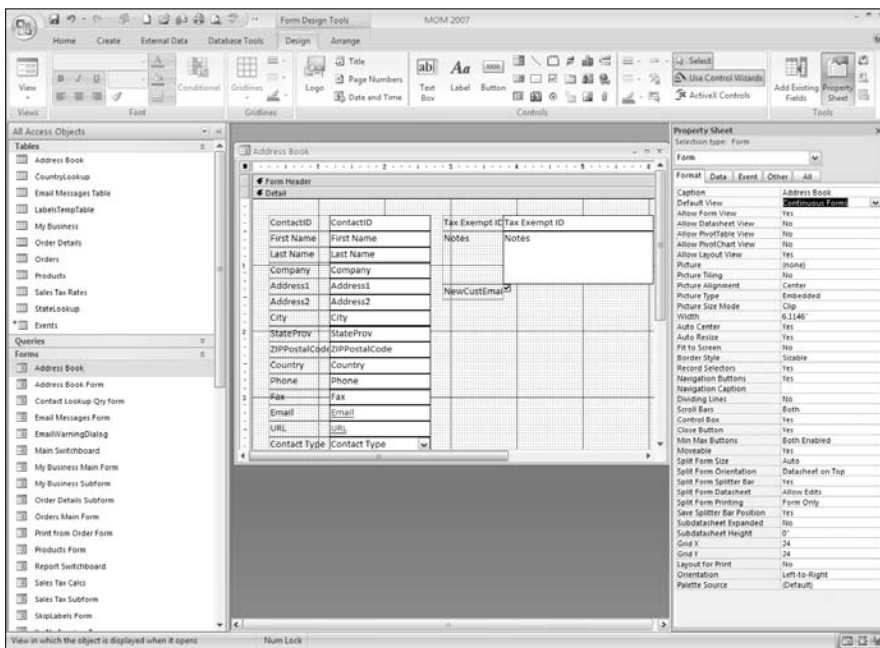 Form Design Tools
MOM 2007
Home Create External Data Database Tools Design Arrange
View
Views
B I U
Conditional
Font
Gridlines
Gridlines
Logo
Title
Page Numbers
Date and Time
ab|
Text Box
Aa
Label
Button
Controls
Select
Use Control Wizards
ActiveX Controls
Add Existing Fields
Property Sheet
Tools
All Access Objects
Tables
Address Book
CountryLookup
Email Messages Table
LabelsTempTable
My Business
Order Details
Orders
Products
Sales Tax Rates
StateLookup
Events
Queries
Forms
Address Book
Address Book Form
Contact Lookup Qry form
Email Messages Form
EmailWarningDialog
Main Switchboard
My Business Main Form
My Business Subform
Order Details Subform
Orders Main Form
Print from Order Form
Products Form
Report Switchboard
Sales Tax Calcs
Sales Tax Subform
SkipLabels Form
Address Book
Form Header
Detail
ContactID ContactID
First Name First Name
Last Name Last Name
Company Company
Address1 Address1
Address2 Address2
City City
StateProv StateProv
ZIPPostalCode ZIPPostalCode
Country Country
Phone Phone
Fax Fax
Email Email
URL URL
Contact Type Contact Type
Tax Exempt ID Tax Exempt ID
Notes Notes
NewCustEmail
Property Sheet
Selection type: Form
Form
Format Data Event Other All
Caption Address Book
Default View Continuous Forms
Allow Form View Yes
Allow Datasheet View No
Allow PivotTable View No
Allow PivotChart View No
Allow Layout View Yes
Picture (none)
Picture Tiling No
Picture Alignment Center
Picture Type Embedded
Picture Size Mode Clip
Width 6.1146"
Auto Center Yes
Auto Resize Yes
Fit to Screen No
Border Style Sizable
Record Selectors Yes
Navigation Buttons Yes
Navigation Caption
Dividing Lines No
Scroll Bars Both
Control Box Yes
Close Button Yes
Min Max Buttons Both Enabled
Moveable Yes
Split Form Size Auto
Split Form Orientation Datasheet on Top
Split Form Splitter Bar Yes
Split Form Datasheet Allow Edits
Split Form Printing Form Only
Save Splitter Bar Position Yes
Subdatasheet Expanded No
Subdatasheet Height 0"
Grid X 24
Grid Y 24
Layout for Print No
Orientation Left-to-Right
Palette Source (Default)
View in which the object is displayed when it opens
Num Lock